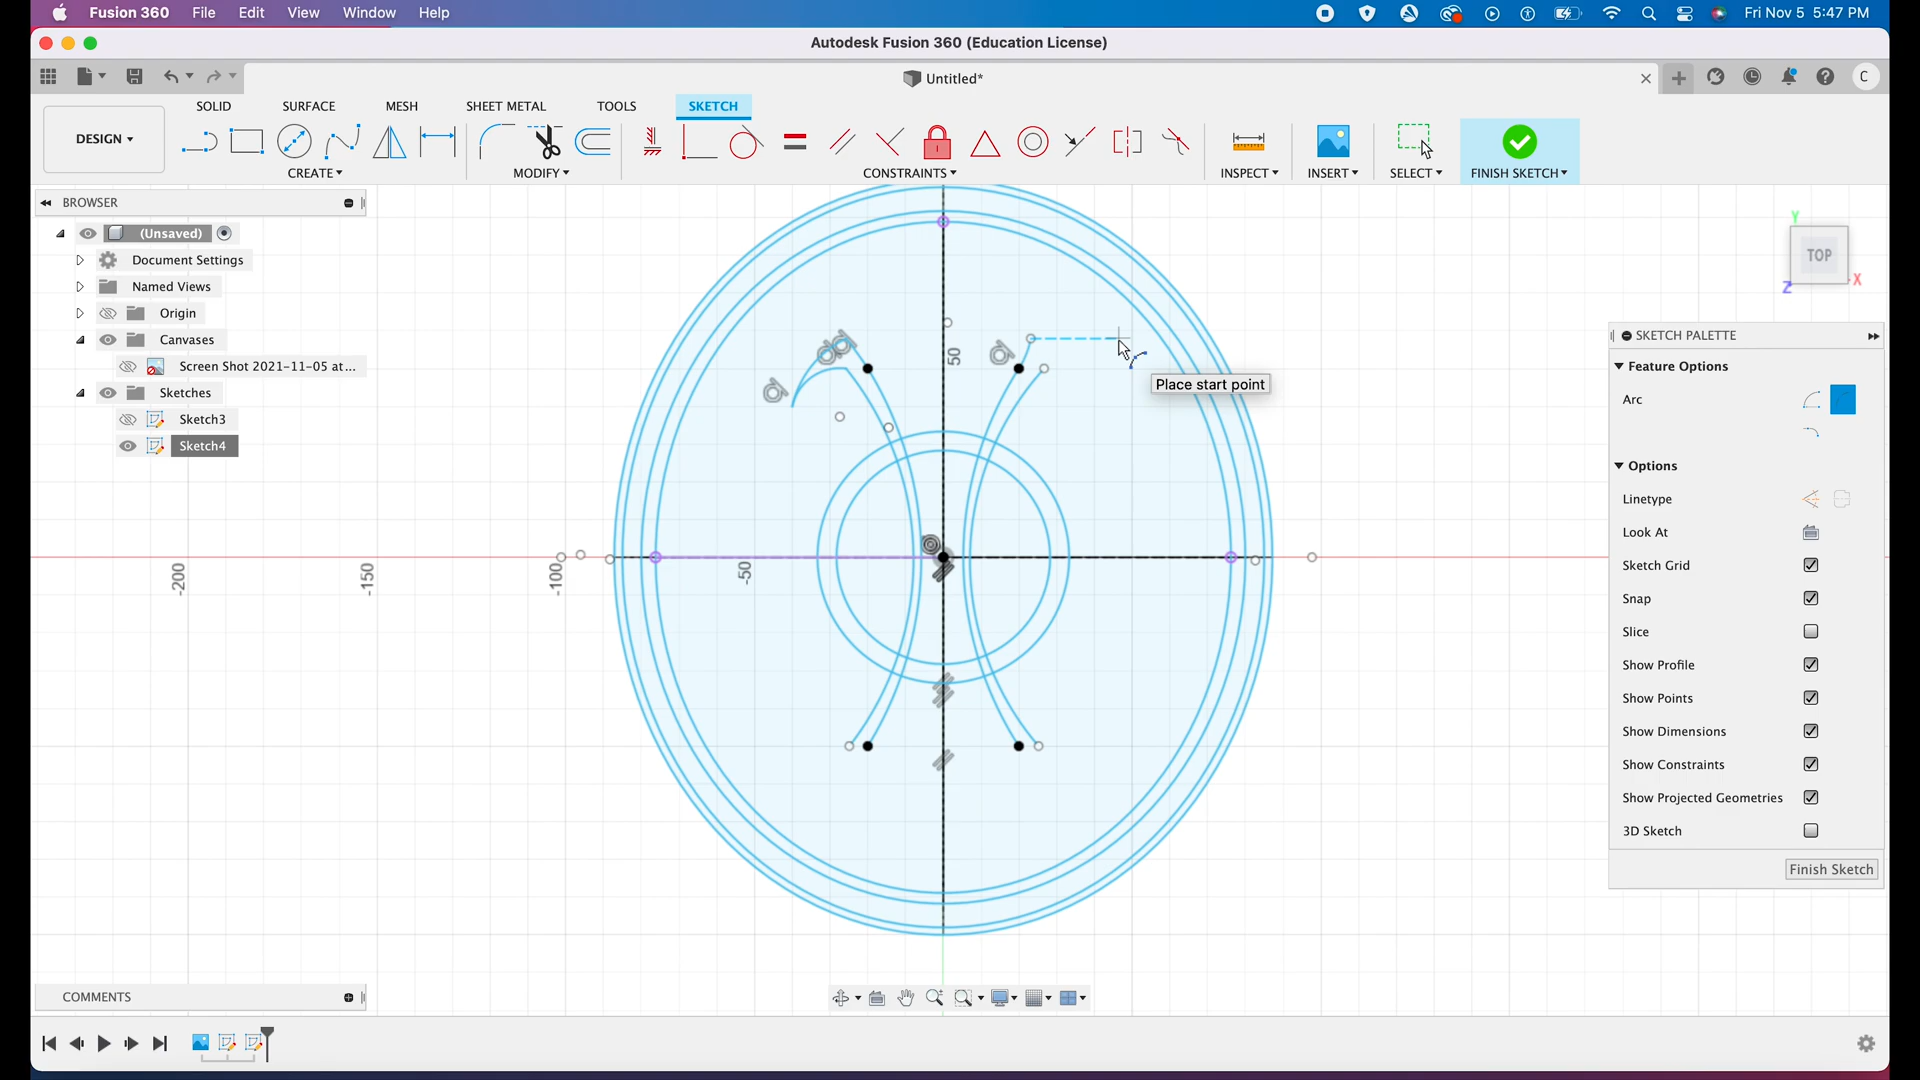 Fusion 360 File Edit View Window Help Fri Nov 5 5:47 PM
Autodesk Fusion 360 (Education License)
Untitled* C
SOLID SURFACE MESH SHEET METAL TOOLS SKETCH
DESIGN
CREATE MODIFY CONSTRAINTS INSPECT INSERT SELECT FINISH SKETCH
BROWSER
(Unsaved)
Document Settings
Named Views
Origin
Canvases
Screen Shot 2021-11-05 at...
Sketches
Sketch3
Sketch4
Y
TOP
X
Z
50
Place start point
-200
-150
-100
-50
SKETCH PALETTE
Feature Options
Arc
Options
Linetype
Look At
Sketch Grid
Snap
Slice
Show Profile
Show Points
Show Dimensions
Show Constraints
Show Projected Geometries
3D Sketch
Finish Sketch
COMMENTS